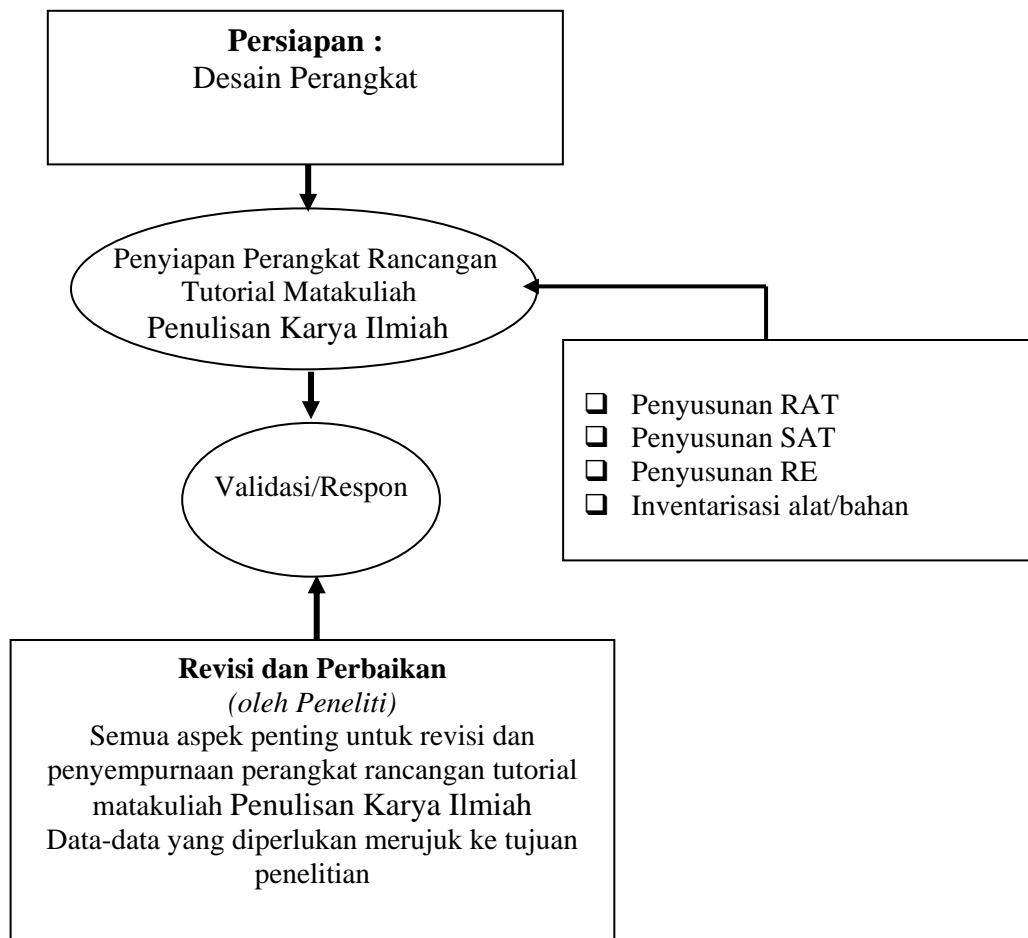 Persiapan :
Desain Perangkat
Penyiapan Perangkat Rancangan
Tutorial Matakuliah
Penulisan Karya Ilmiah
Penyusunan RAT
Penyusunan SAT
Penyusunan RE
Inventarisasi alat/bahan
Validasi/Respon
Revisi dan Perbaikan
(oleh Peneliti)
Semua aspek penting untuk revisi dan
penyempurnaan perangkat rancangan tutorial
matakuliah Penulisan Karya Ilmiah
Data-data yang diperlukan merujuk ke tujuan
penelitian